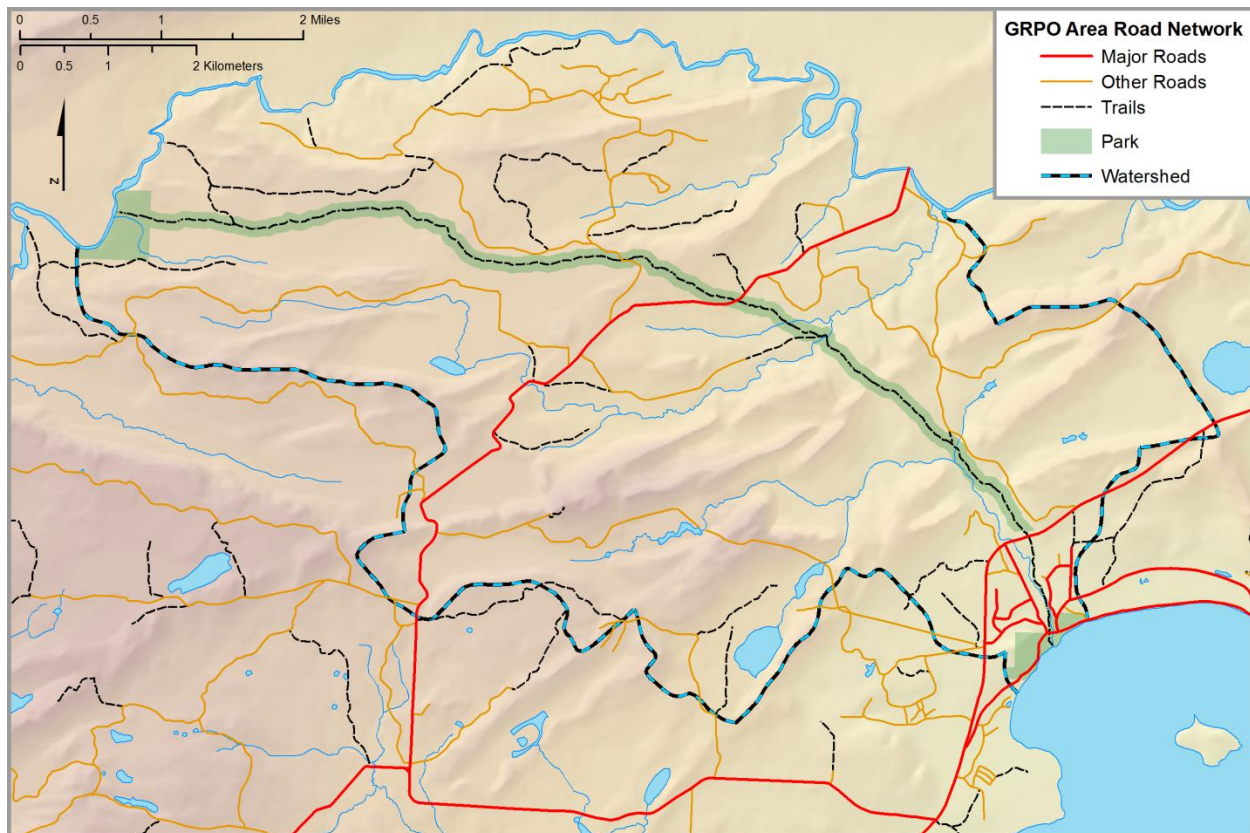 0 0.5 1 2 Miles
0 0.5 1 2 Kilometers
N
GRPO Area Road Network
Major Roads
Other Roads
Trails
Park
Watershed